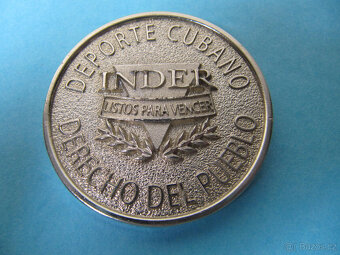 DEPORTE CUBANO
INDER
LISTOS PARA VENCER
DERECHO DEL PUEBLO